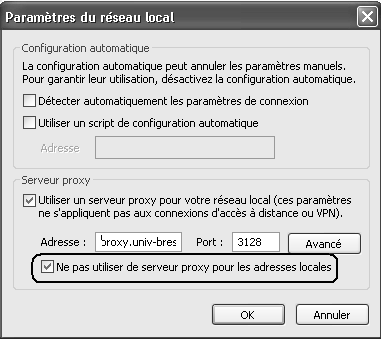 Paramètres du réseau local
Configuration automatique
La configuration automatique peut annuler les paramètres manuels.
Pour garantir leur utilisation, désactivez la configuration automatique.
Détecter automatiquement les paramètres de connexion
Utiliser un script de configuration automatique
Adresse
Serveur proxy
Utiliser un serveur proxy pour votre réseau local (ces paramètres
ne s'appliquent pas aux connexions d'accès à distance ou VPN).
Adresse : proxy.univ-bres Port : 3128 Avancé
Ne pas utiliser de serveur proxy pour les adresses locales
OK Annuler